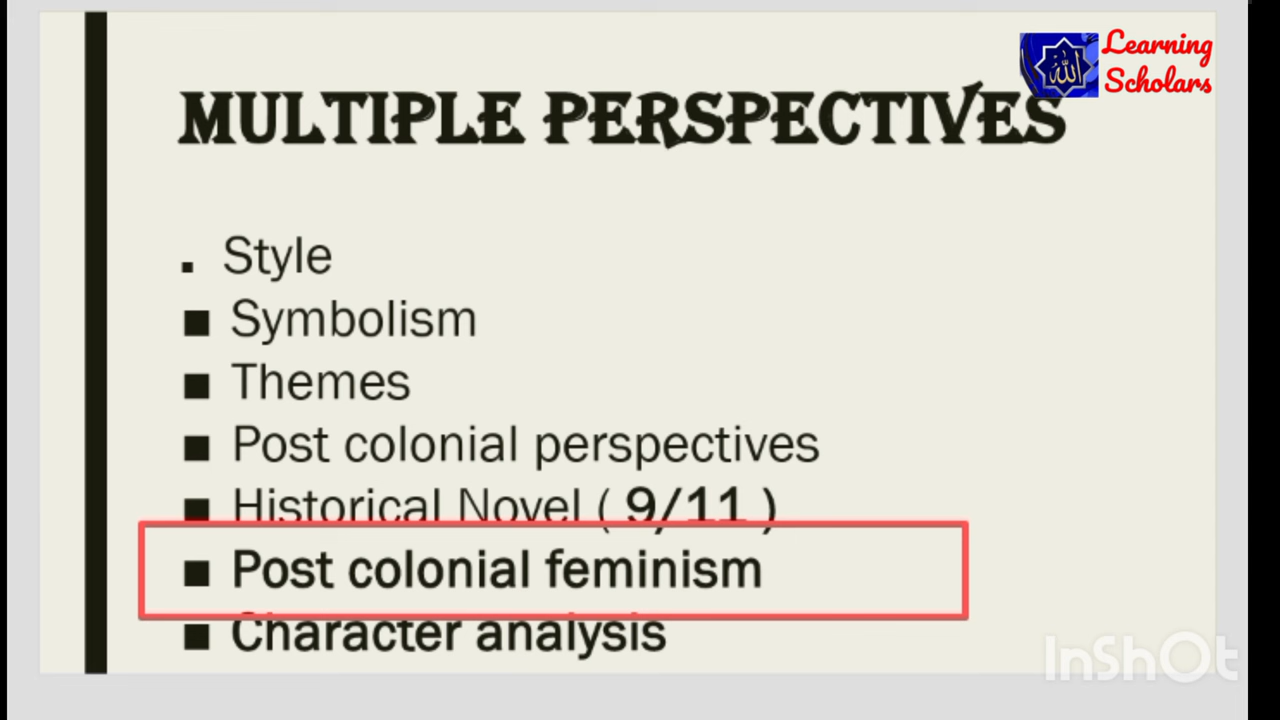 Learning
Scholars
الله
MULTIPLE PERSPECTIVES
. Style
■ Symbolism
■ Themes
■ Post colonial perspectives
■ Historical Novel ( 9/11 )
■ Post colonial feminism
■ Character analysis
InShOt